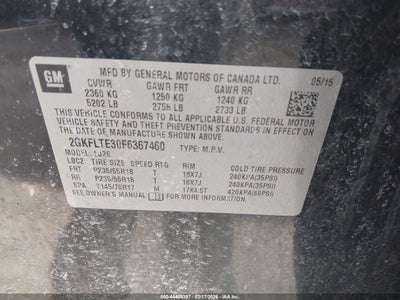 GM
MFD BY GENERAL MOTORS OF CANADA LTD. 05/15
GVWR GAWR FRT GAWR RR
2360 KG 1250 KG 1240 KG
5202 LB 2756 LB 2733 LB
THIS VEHICLE CONFORMS TO ALL APPLICABLE U.S. FEDERAL MOTOR
VEHICLE SAFETY AND THEFT PREVENTION STANDARDS IN EFFECT ON
THE DATE OF MANUFACTURE SHOWN ABOVE.
2GKFLTE30F6367460 TYPE: M.P.V.
MODEL:
TIRE SIZE SPEED RTG RIM COLD TIRE PRESSURE
FRT P235/55R18 T 18X7J 240KPA(35PSI)
RR P235/55R18 T 18X7J 240KPA(35PSI)
SPA T145/70R17 M 17X4.5T 420KPA(60PSI)
SEE OWNER'S MANUAL FOR ADDITIONAL INFORMATION.